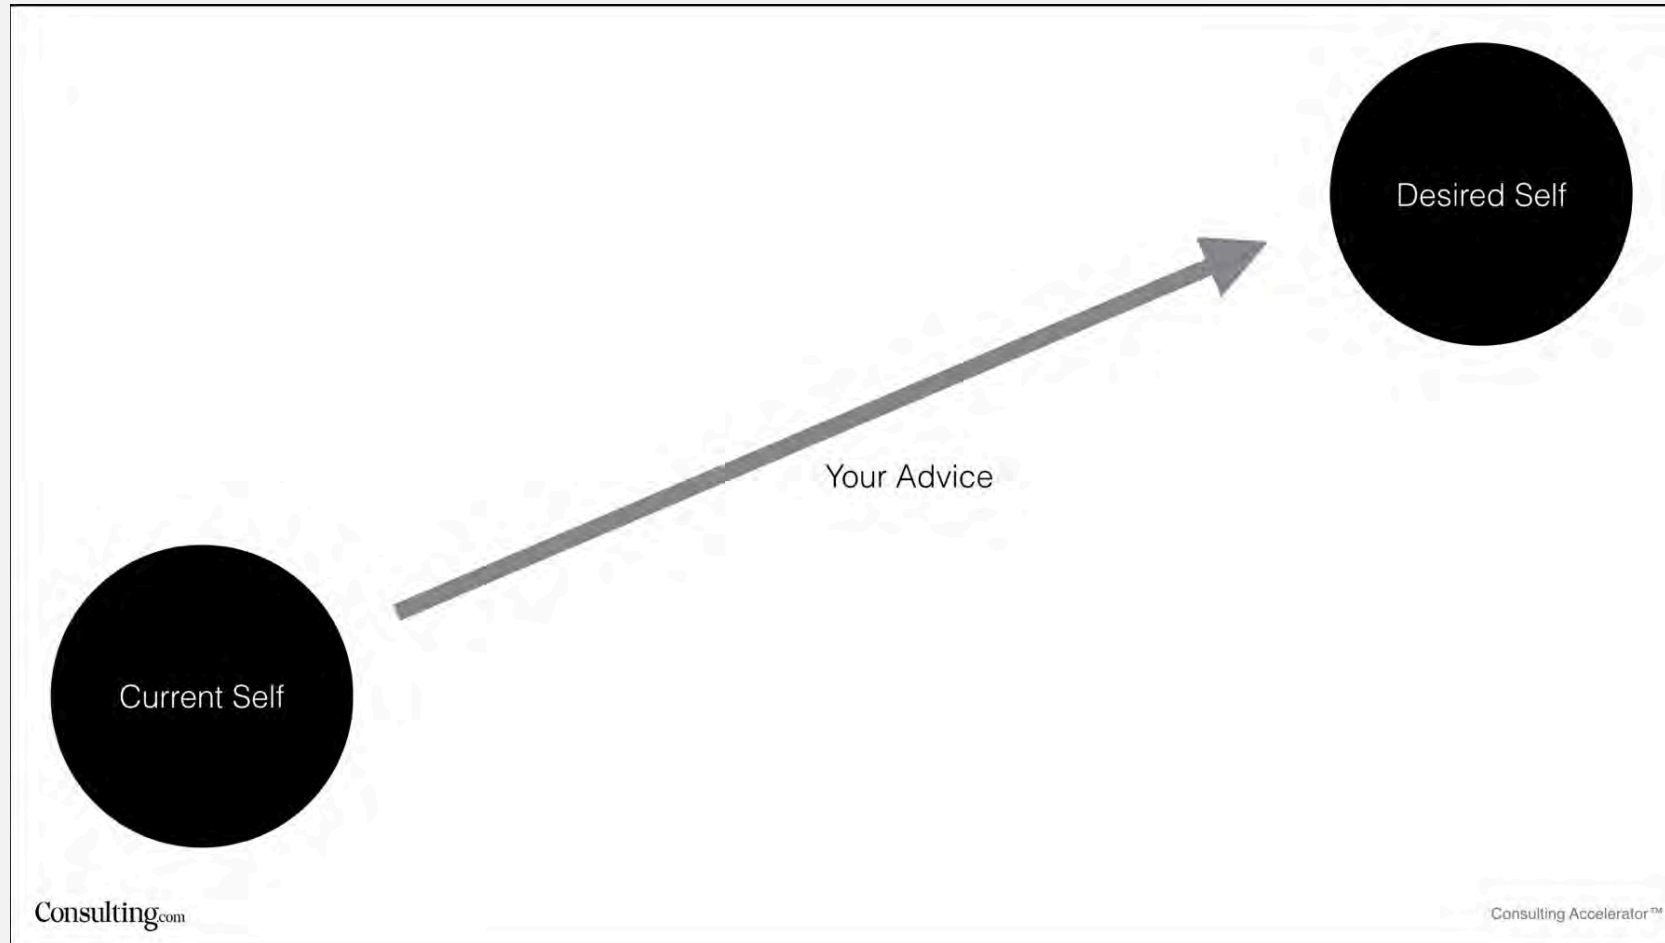 Desired Self
Your Advice
Current Self
Consulting.com
Consulting Accelerator™